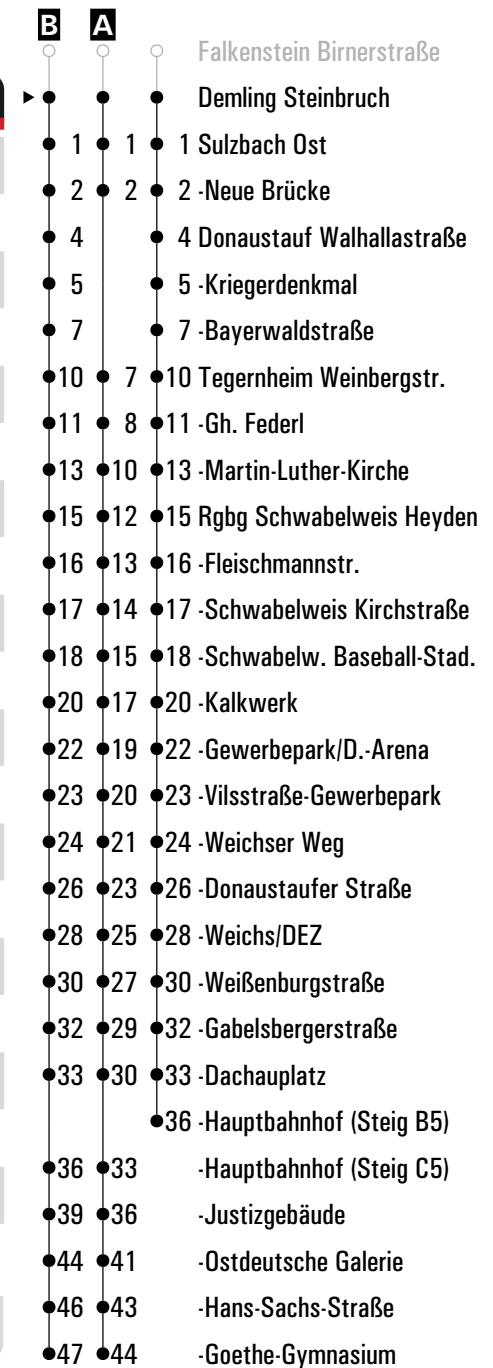 B A
Falkenstein Birnerstraße
Demling Steinbruch
1 1 1 Sulzbach Ost
2 2 2 -Neue Brücke
4 4 Donaustauf Walhallastraße
5 5 -Kriegerdenkmal
7 7 -Bayerwaldstraße
10 7 10 Tegernheim Weinbergstr.
11 8 11 -Gh. Federl
13 10 13 -Martin-Luther-Kirche
15 12 15 Rgbg Schwabelweis Heyden
16 13 16 -Fleischmannstr.
17 14 17 -Schwabelweis Kirchstraße
18 15 18 -Schwabelw. Baseball-Stad.
20 17 20 -Kalkwerk
22 19 22 -Gewerbepark/D.-Arena
23 20 23 -Vilsstraße-Gewerbepark
24 21 24 -Weichser Weg
26 23 26 -Donaustaufer Straße
28 25 28 -Weichs/DEZ
30 27 30 -Weißenburgstraße
32 29 32 -Gabelsbergerstraße
33 30 33 -Dachauplatz
36 -Hauptbahnhof (Steig B5)
36 33 -Hauptbahnhof (Steig C5)
39 36 -Justizgebäude
44 41 -Ostdeutsche Galerie
46 43 -Hans-Sachs-Straße
47 44 -Goethe-Gymnasium